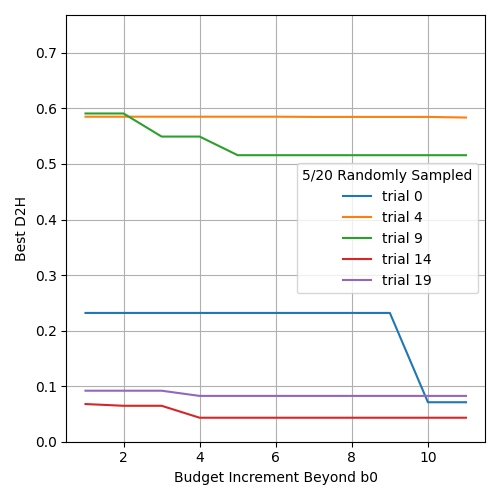 0.7
0.6
0.5
0.4
0.3
0.2
0.1
0.0
Best D2H
5/20 Randomly Sampled
trial 0
trial 4
trial 9
trial 14
trial 19
2
4
6
8
10
Budget Increment Beyond b0